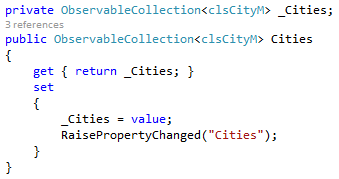 private ObservableCollection<clsCityM> _Cities;
3 references
public ObservableCollection<clsCityM> Cities
{
    get { return _Cities; }
    set
    {
        _Cities = value;
        RaisePropertyChanged("Cities");
    }
}